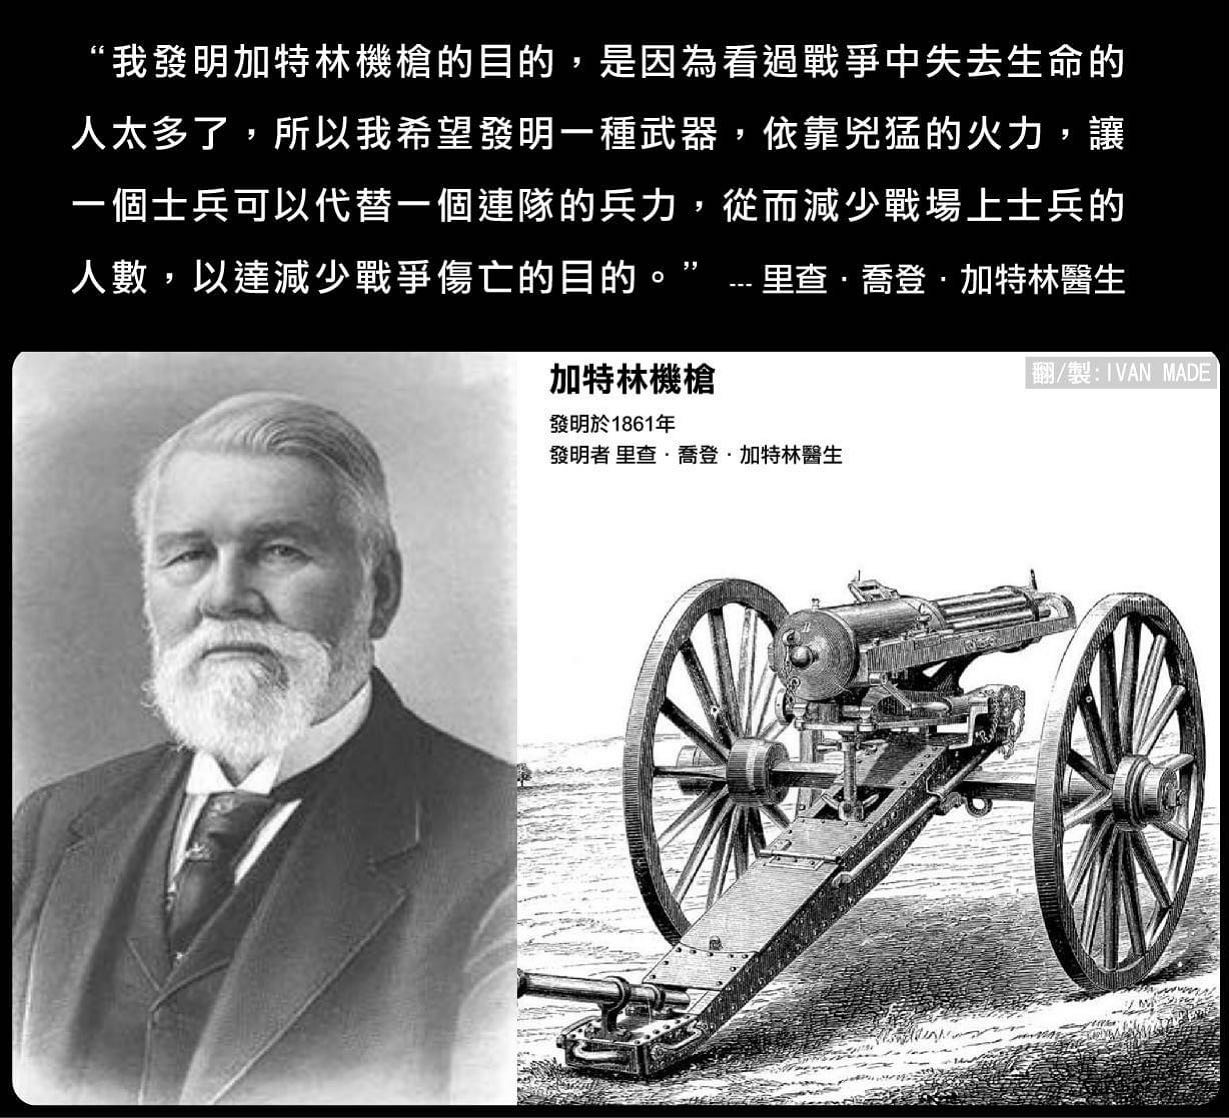 “我發明加特林機槍的目的，是因為看過戰爭中失去生命的
人太多了，所以我希望發明一種武器，依靠兇猛的火力，讓
一個士兵可以代替一個連隊的兵力，從而減少戰場上士兵的
人數，以達減少戰爭傷亡的目的。” --- 里查‧喬登‧加特林醫生
加特林機槍
發明於1861年
發明者 里查‧喬登‧加特林醫生
翻/製:IVAN MADE